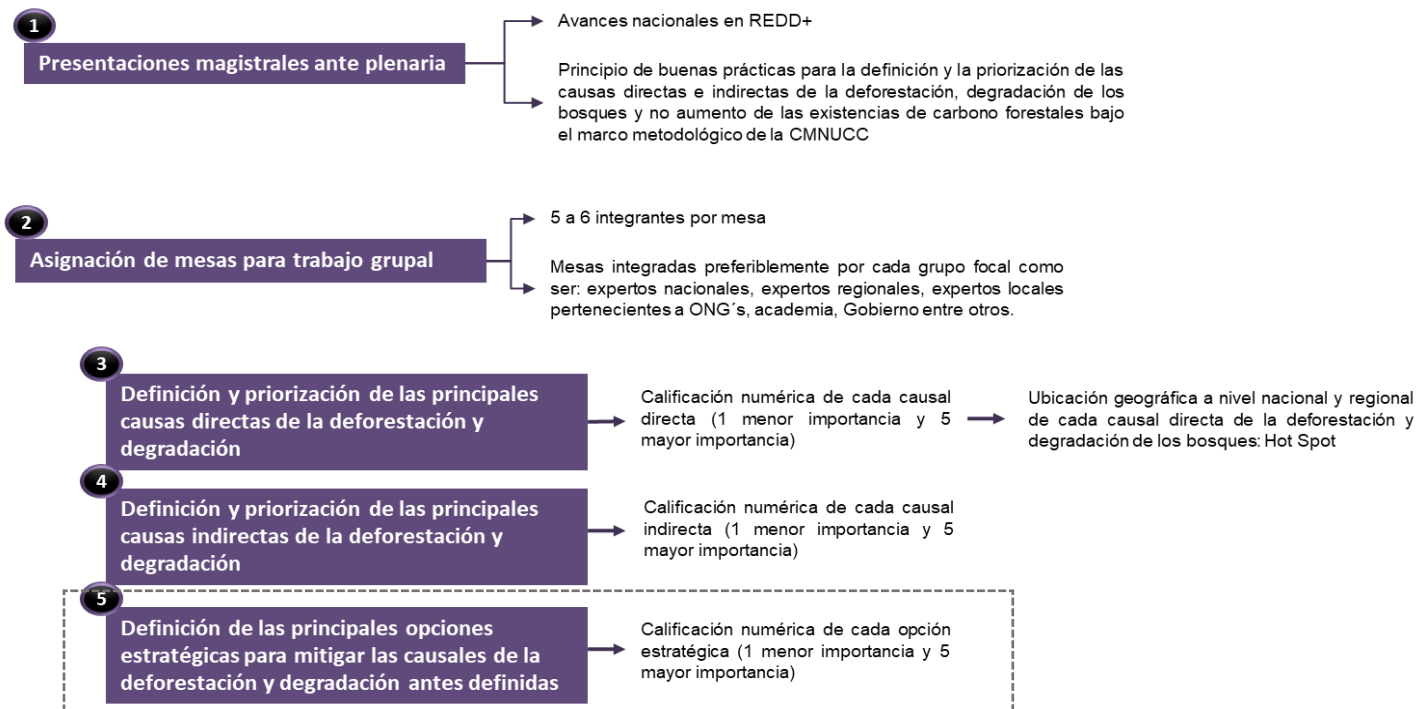 1
Presentaciones magistrales ante plenaria
Avances nacionales en REDD+
Principio de buenas prácticas para la definición y la priorización de las
causas directas e indirectas de la deforestación, degradación de los
bosques y no aumento de las existencias de carbono forestales bajo
el marco metodológico de la CMNUCC
2
Asignación de mesas para trabajo grupal
5 a 6 integrantes por mesa
Mesas integradas preferiblemente por cada grupo focal como
ser: expertos nacionales, expertos regionales, expertos locales
pertenecientes a ONG´s, academia, Gobierno entre otros.
3
Definición y priorización de las principales
causas directas de la deforestación y
degradación
Calificación numérica de cada causal
directa (1 menor importancia y 5
mayor importancia)
Ubicación geográfica a nivel nacional y regional
de cada causal directa de la deforestación y
degradación de los bosques: Hot Spot
4
Definición y priorización de las principales
causas indirectas de la deforestación y
degradación
Calificación numérica de cada causal
indirecta (1 menor importancia y 5
mayor importancia)
5
Definición de las principales opciones
estratégicas para mitigar las causales de la
deforestación y degradación antes definidas
Calificación numérica de cada opción
estratégica (1 menor importancia y 5
mayor importancia)